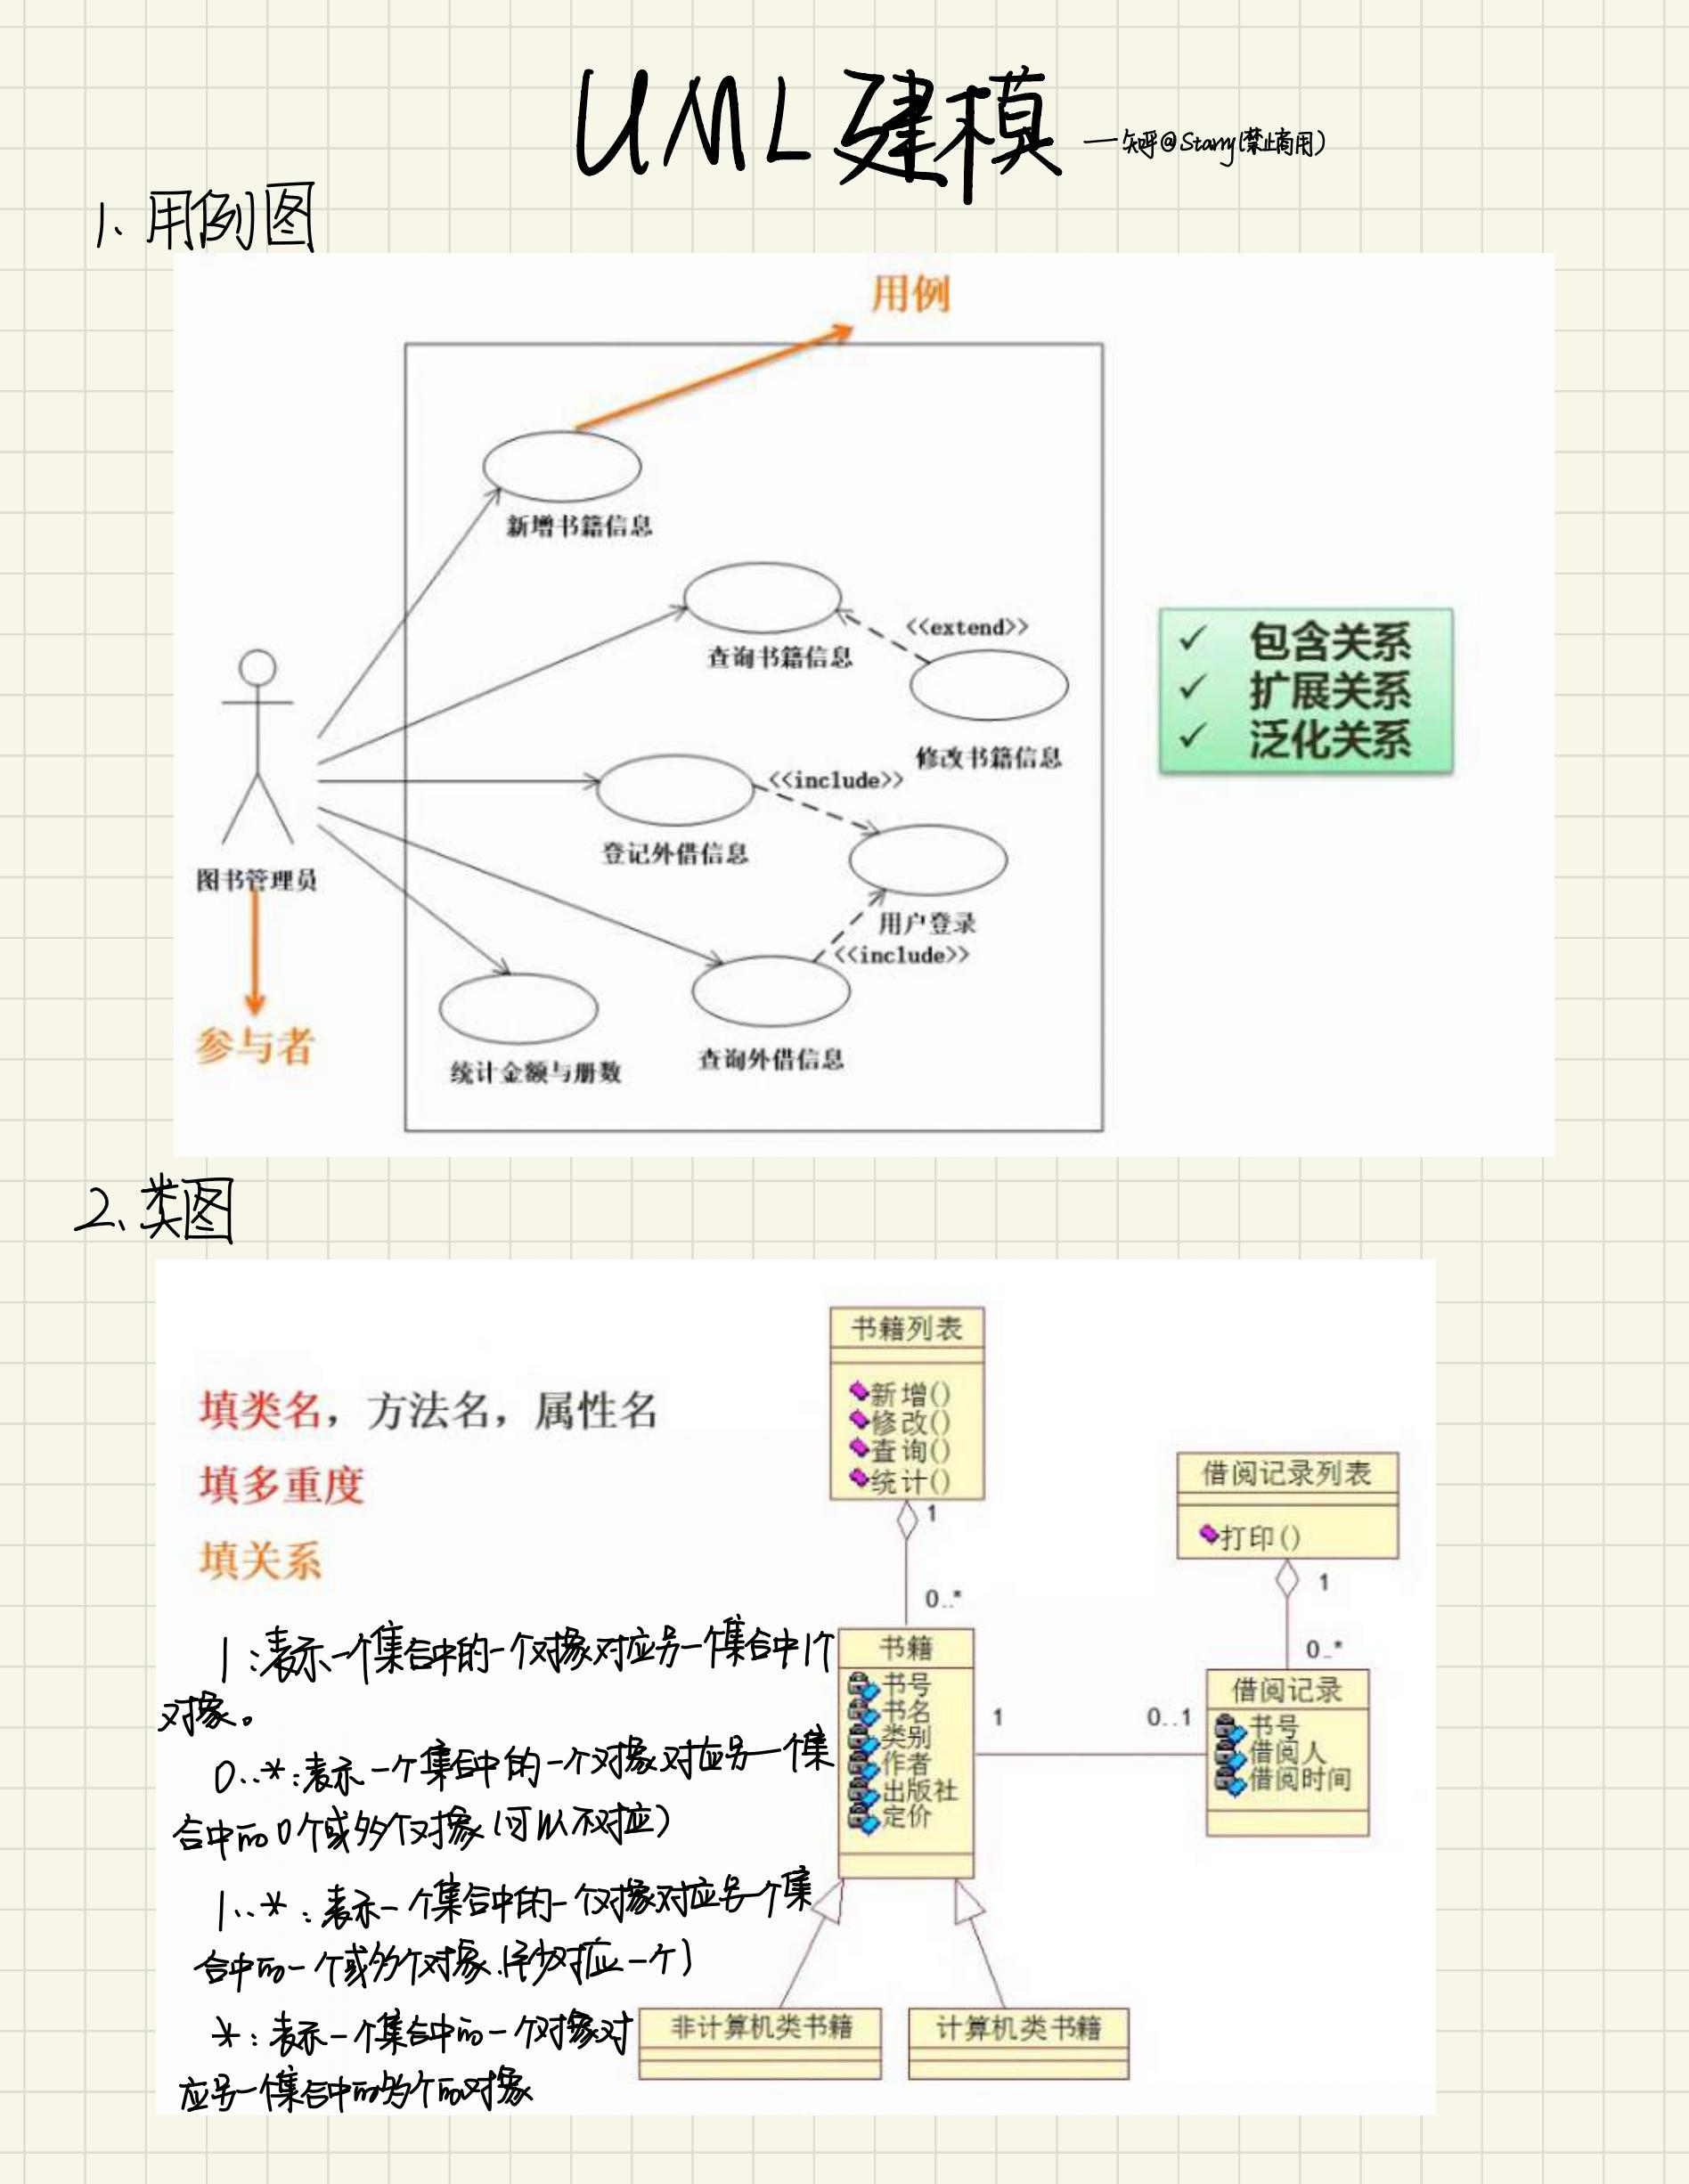 UML建模 —知乎@Starry(禁止商用)
1、用例图
用例
新增书籍信息
查询书籍信息
<<extend>>
修改书籍信息
包含关系
扩展关系
泛化关系
<<include>>
登记外借信息
图书管理员
用户登录
<<include>>
参与者
统计金额与册数
查询外借信息
2、类图
填类名，方法名，属性名
填多重度
填关系
书籍列表
新增()
修改()
查询()
统计()
1
0..*
借阅记录列表
打印()
1
0..*
1:表示一个集合中的一个对象对应另一个集合中1个
对象。
0..*:表示一个集合中的一个对象对应另一个集
合中的0个或多个对象(可以不对应)
1..*:表示一个集合中的一个对象对应另一个集
合中的一个或多个对象.(至少对应一个)
*:表示一个集合中的一个对象对
应另一个集合中的多个的对象
书籍
书号
书名
类别
作者
出版社
定价
1
0..1
借阅记录
书号
借阅人
借阅时间
非计算机类书籍
计算机类书籍